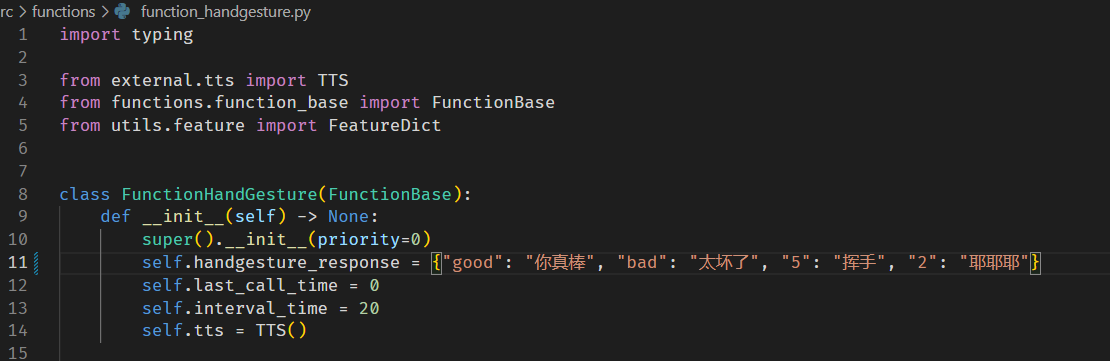 rc > functions > function_handgesture.py
1 import typing
2
3 from external.tts import TTS
4 from functions.function_base import FunctionBase
5 from utils.feature import FeatureDict
6
7
8 class FunctionHandGesture(FunctionBase):
9     def __init__(self) -> None:
10         super().__init__(priority=0)
11         self.handgesture_response = {"good": "你真棒", "bad": "太坏了", "5": "挥手", "2": "耶耶耶"}
12         self.last_call_time = 0
13         self.interval_time = 20
14         self.tts = TTS()
15